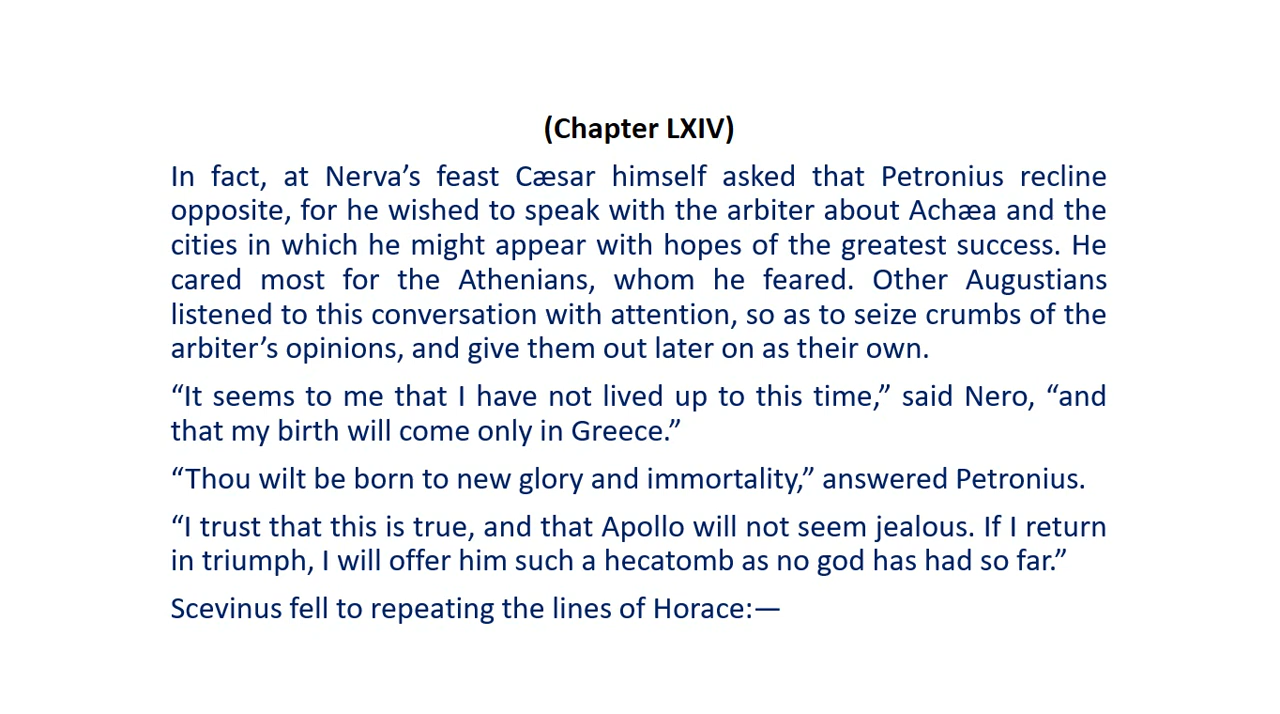 (Chapter LXIV)
In fact, at Nerva’s feast Cæsar himself asked that Petronius recline
opposite, for he wished to speak with the arbiter about Achæa and the
cities in which he might appear with hopes of the greatest success. He
cared most for the Athenians, whom he feared. Other Augustians
listened to this conversation with attention, so as to seize crumbs of the
arbiter’s opinions, and give them out later on as their own.
“It seems to me that I have not lived up to this time,” said Nero, “and
that my birth will come only in Greece.”
“Thou wilt be born to new glory and immortality,” answered Petronius.
“I trust that this is true, and that Apollo will not seem jealous. If I return
in triumph, I will offer him such a hecatomb as no god has had so far.”
Scevinus fell to repeating the lines of Horace:—